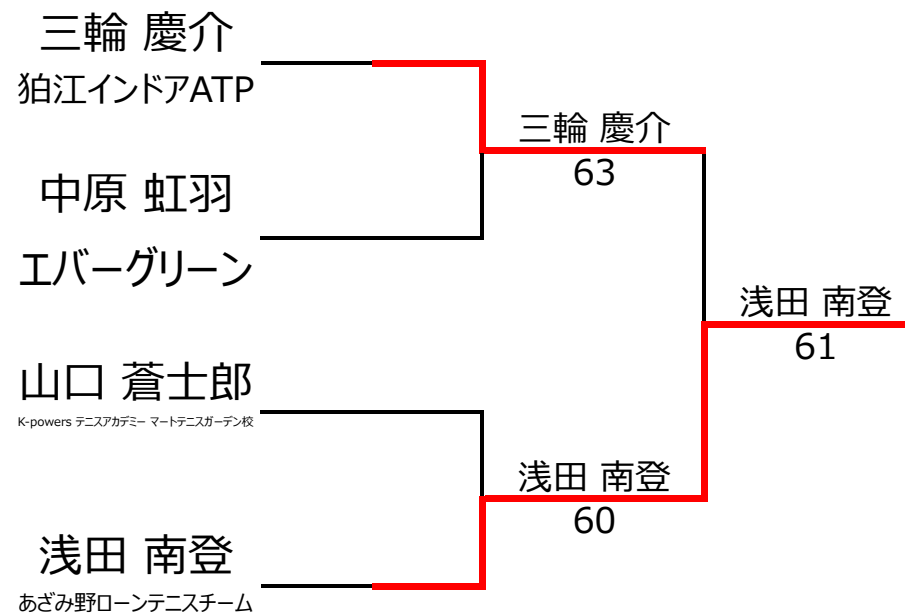 三輪 慶介
狛江インドアATP
三輪 慶介
63
中原 虹羽
エバーグリーン
浅田 南登
61
山口 蒼士郎
K-powers テニスアカデミー マートテニスガーデン校
浅田 南登
60
浅田 南登
あざみ野ローンテニスチーム